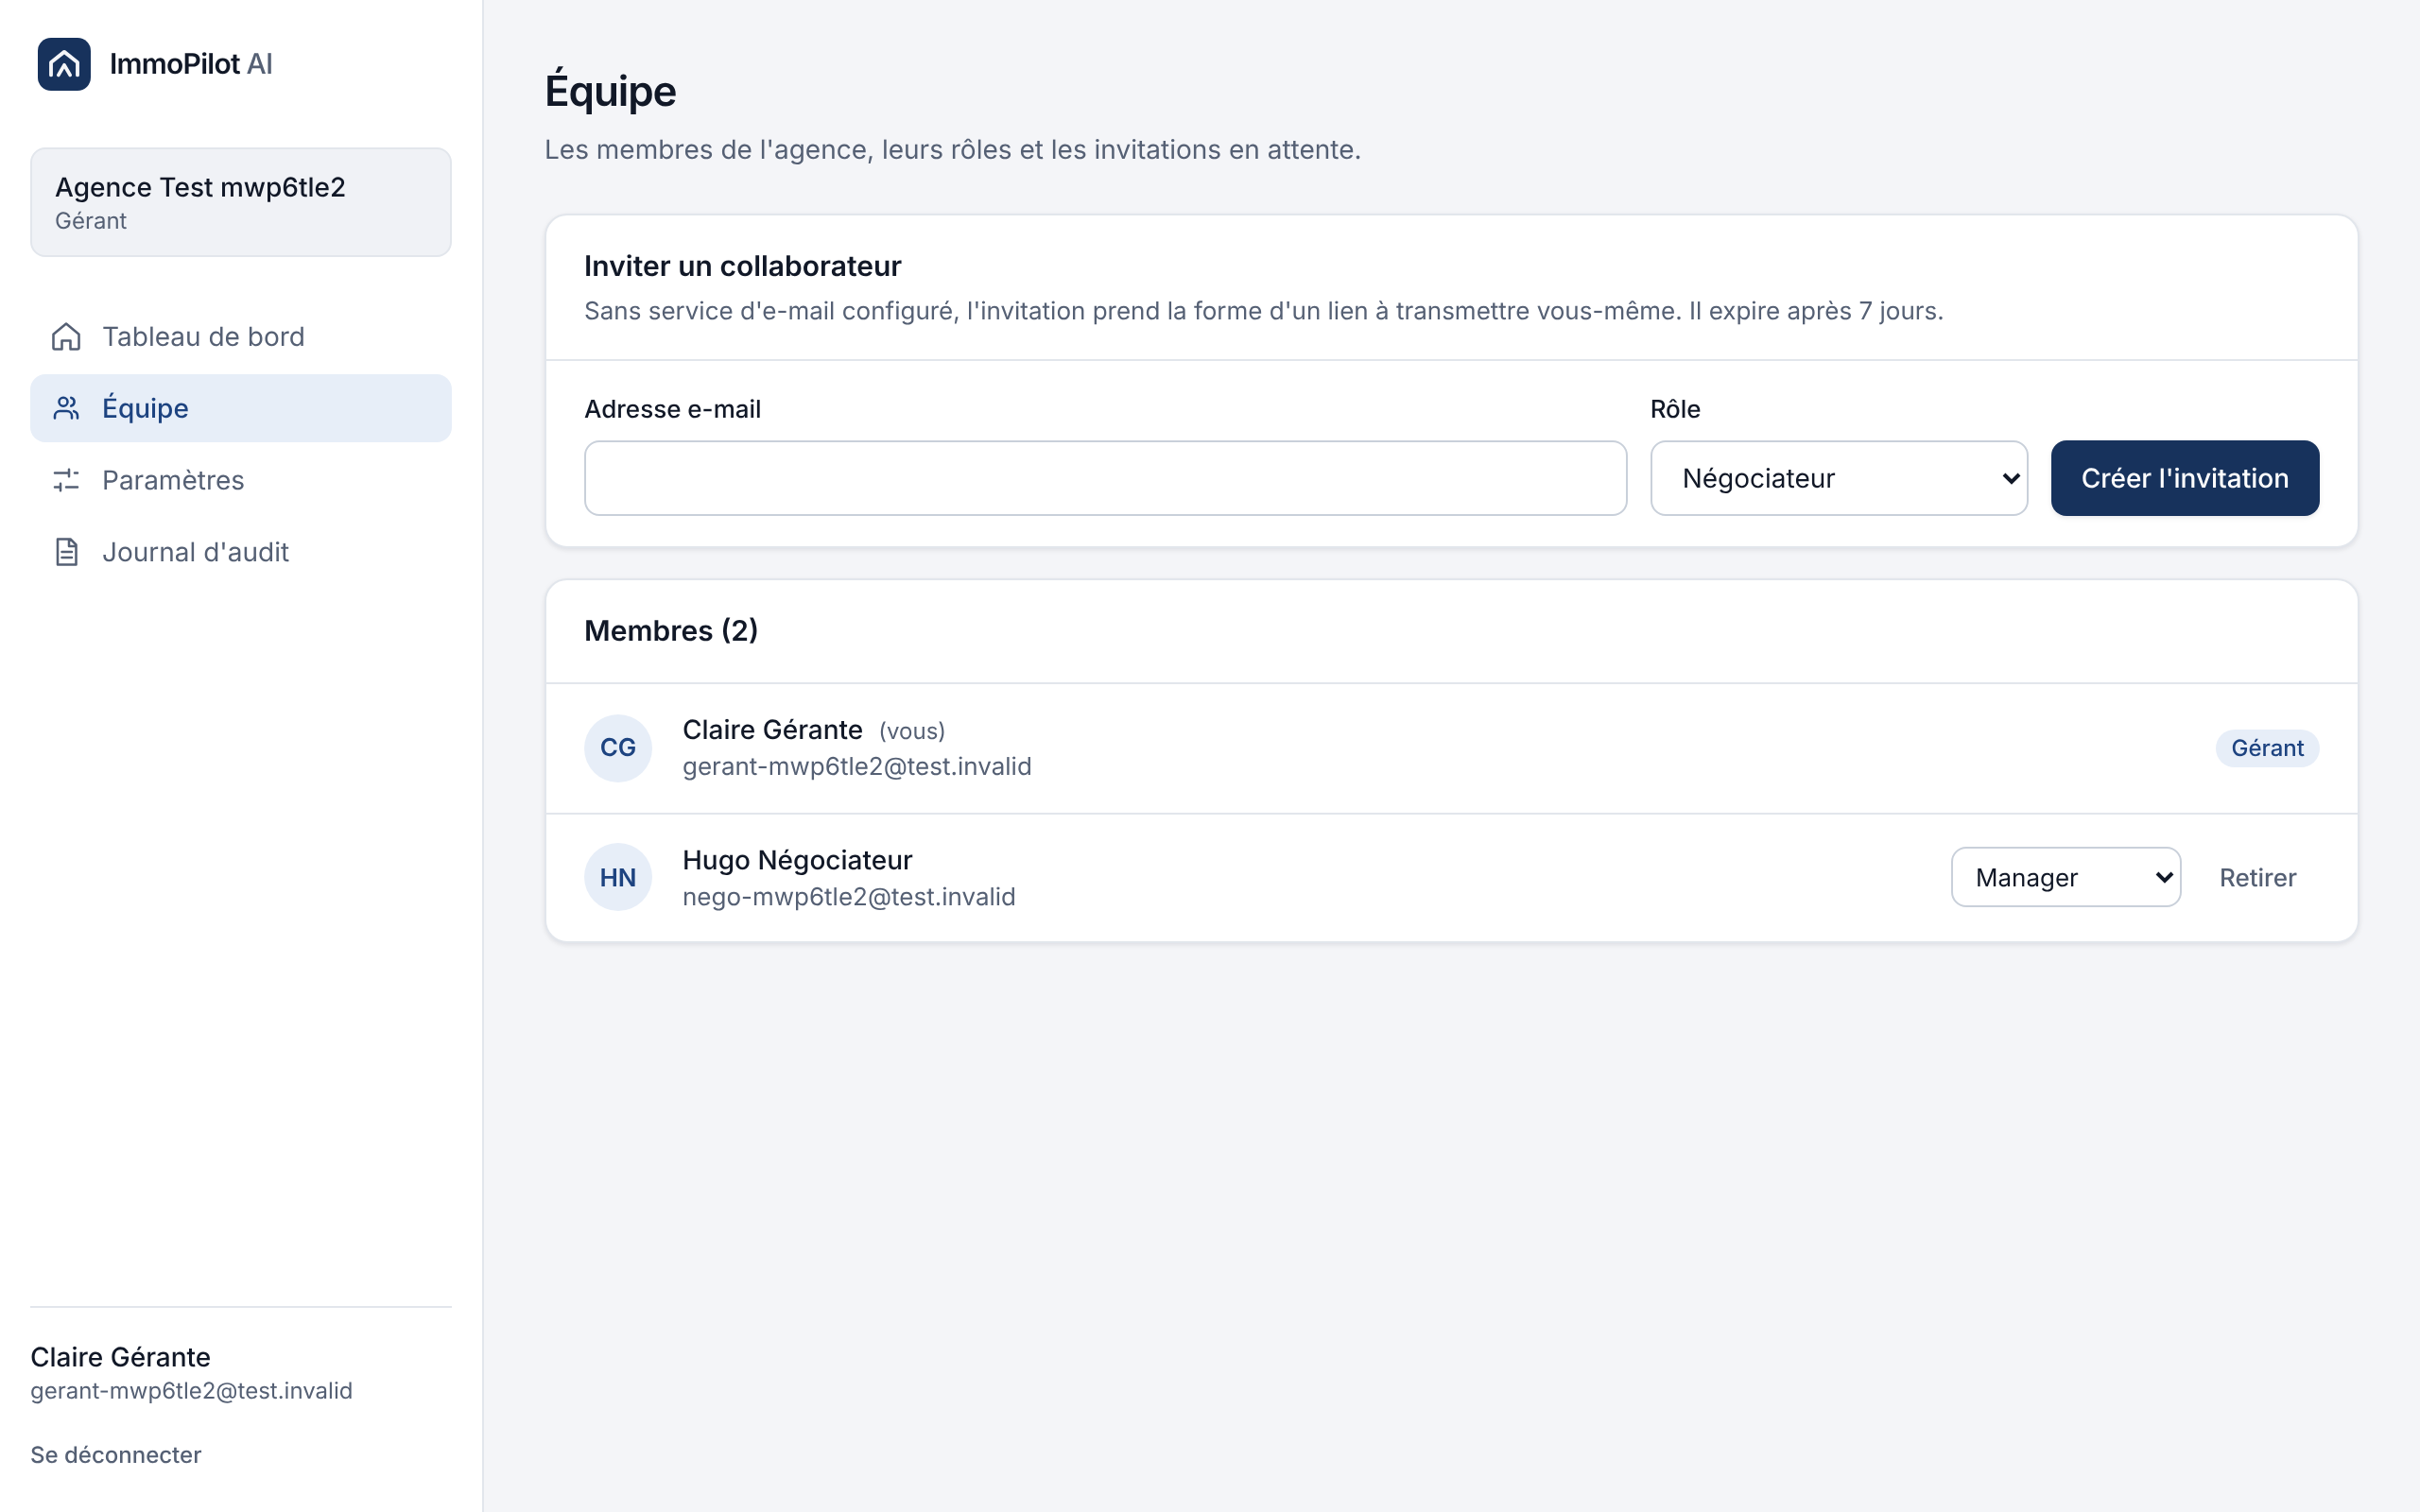 ImmoPilot AI
Agence Test mwp6tle2
Gérant
Tableau de bord
Équipe
Paramètres
Journal d'audit
Claire Gérante
gerant-mwp6tle2@test.invalid
Se déconnecter
Équipe
Les membres de l'agence, leurs rôles et les invitations en attente.
Inviter un collaborateur
Sans service d'e-mail configuré, l'invitation prend la forme d'un lien à transmettre vous-même. Il expire après 7 jours.
Adresse e-mail
Rôle
Négociateur
Créer l'invitation
Membres (2)
CG
Claire Gérante (vous)
gerant-mwp6tle2@test.invalid
Gérant
HN
Hugo Négociateur
nego-mwp6tle2@test.invalid
Manager
Retirer